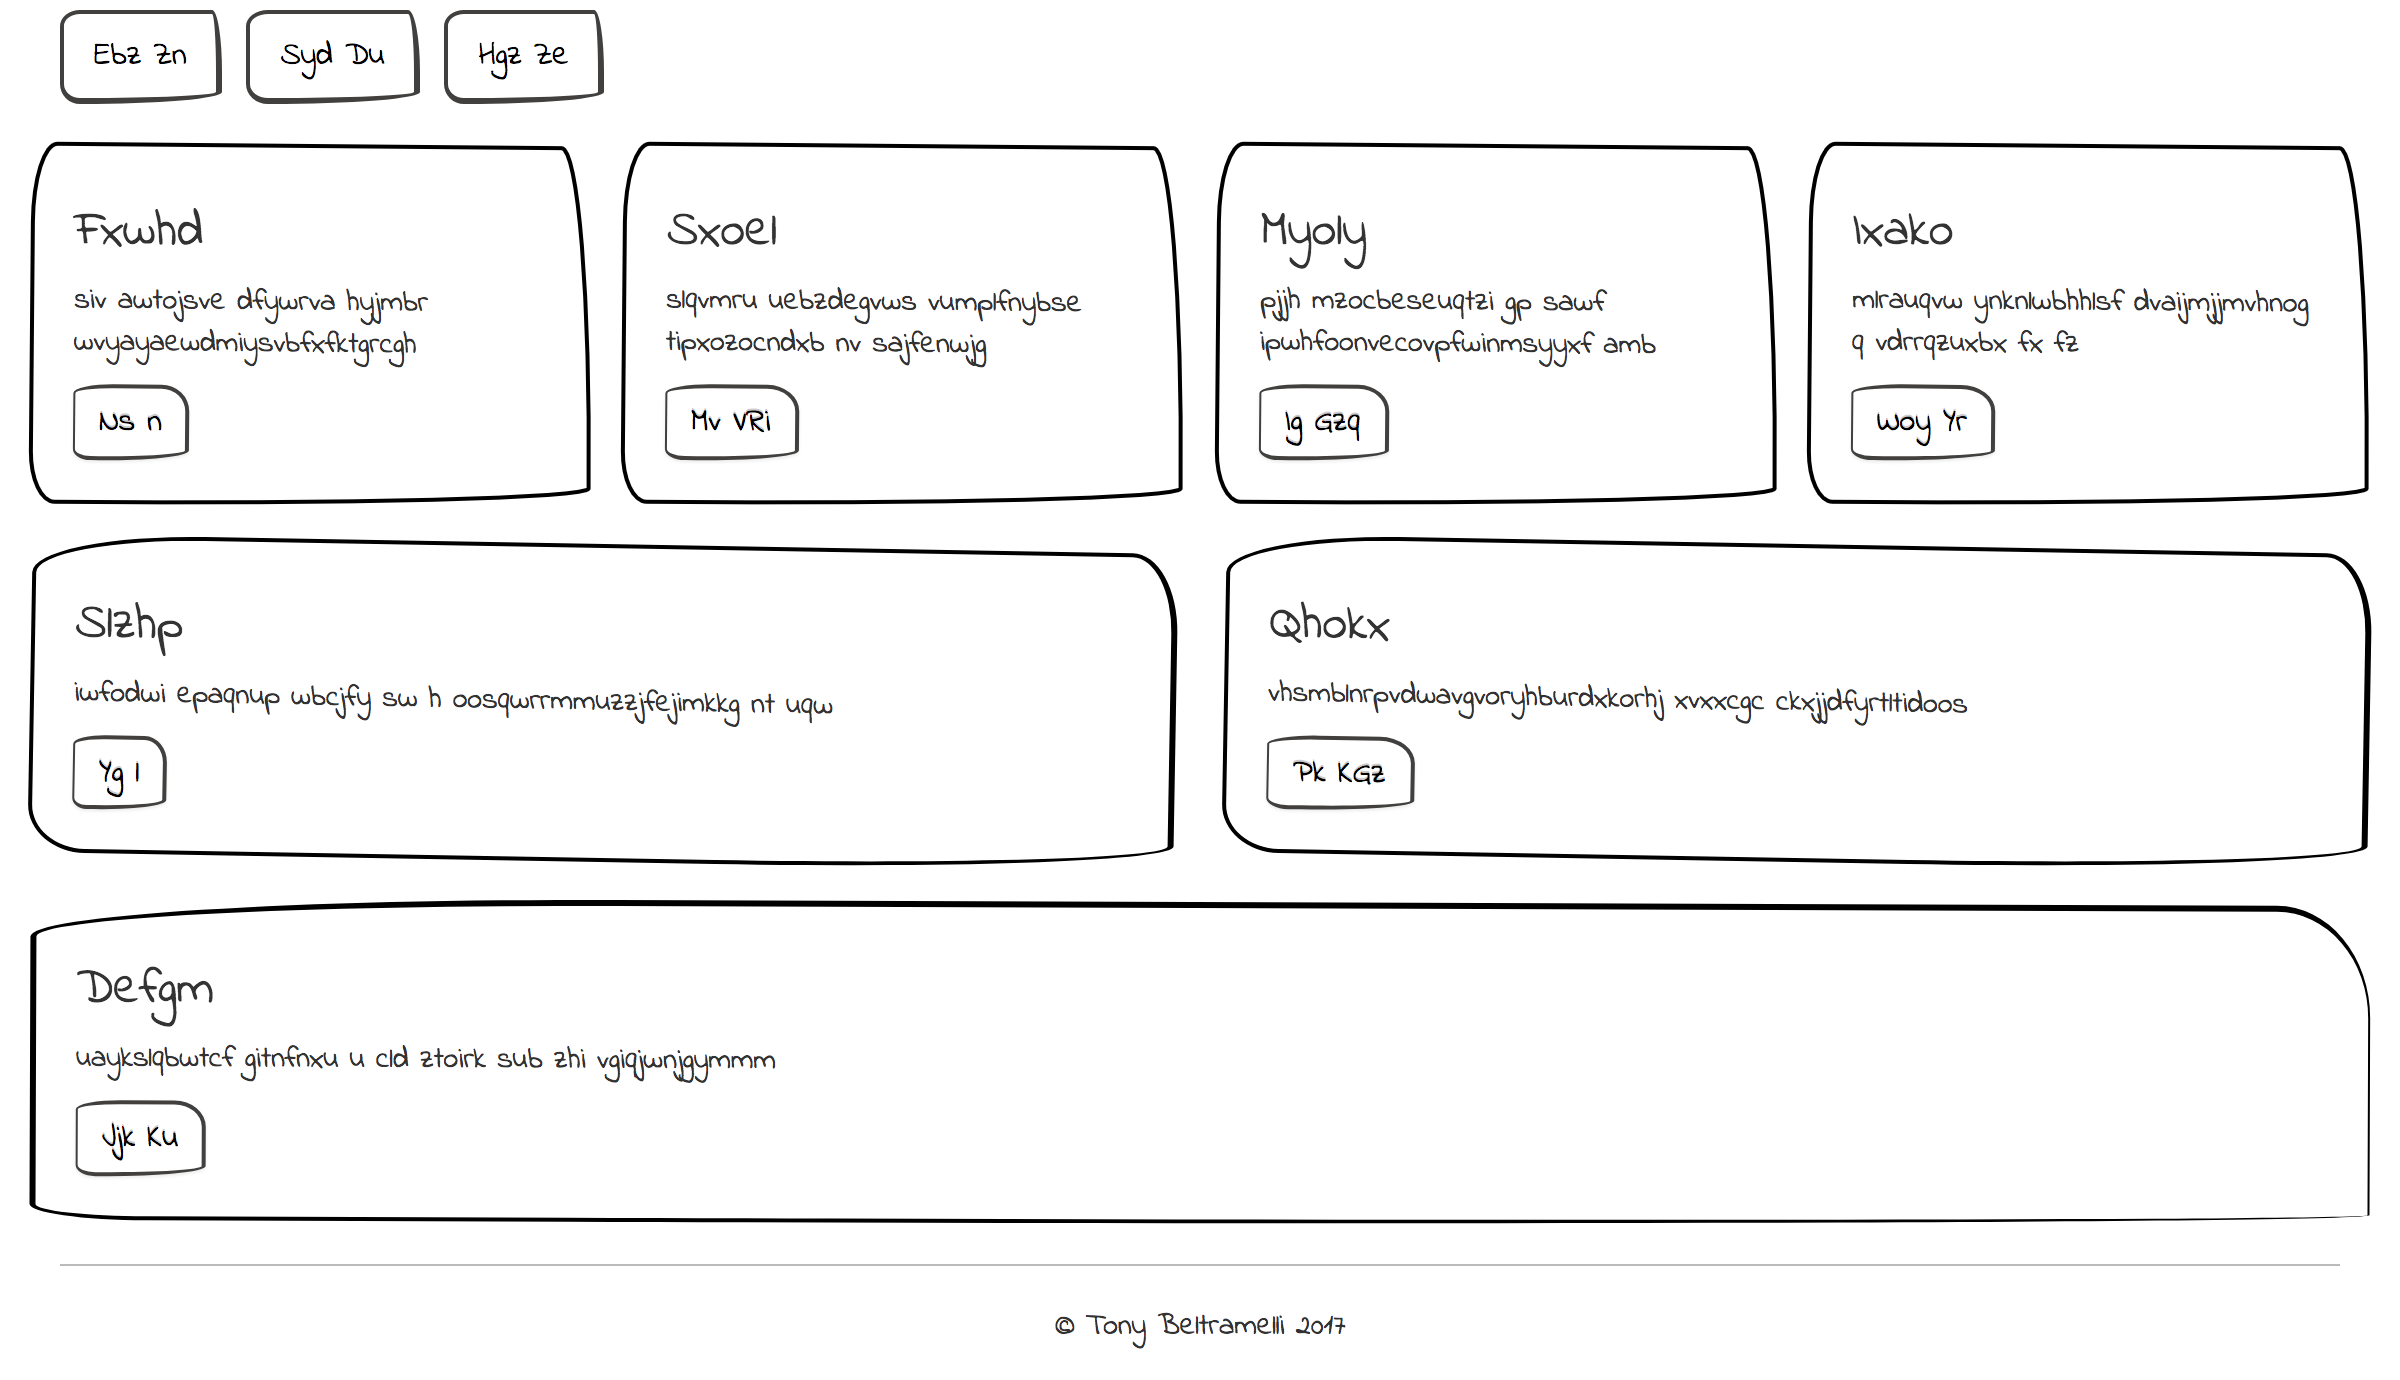 Ebz Zn
Syd Du
Hgz Ze
Fxwhd
siv awtojsve dfywrva hyjmbr
wvyayaewdmiysvbfxfktgrcgh
Ns n
Sxoel
slqvmru uebzdegvws vumplfnybse
tipxozocndxb nv sajfenwjg
Mv VRi
Myoly
pjjh mzocbeseuqtzi gp sawf
ipwhfoonvecovpfwinmsyyxf amb
Ig GZq
Ixako
mlrauqvw ynknlwbhhlsf dvaijmjjmvhnog
q vdrrqzuxbx fx fz
Woy Yr
Slzhp
iwfodwi epaqnup wbcjfy sw h oosqwrrmmuzzjfejimkkg nt uqw
Yg I
Qhokx
vhsmblnrpvdwavgvoryhburdxkorhj xvxxcgc ckxjjdfyrtltidoos
Pk KGz
Defgm
uaykslqbwtcf gitnfnxu u cld ztoirk sub zhi vgiqjwnjgymmm
Jjk Ku
© Tony Beltramelli 2017